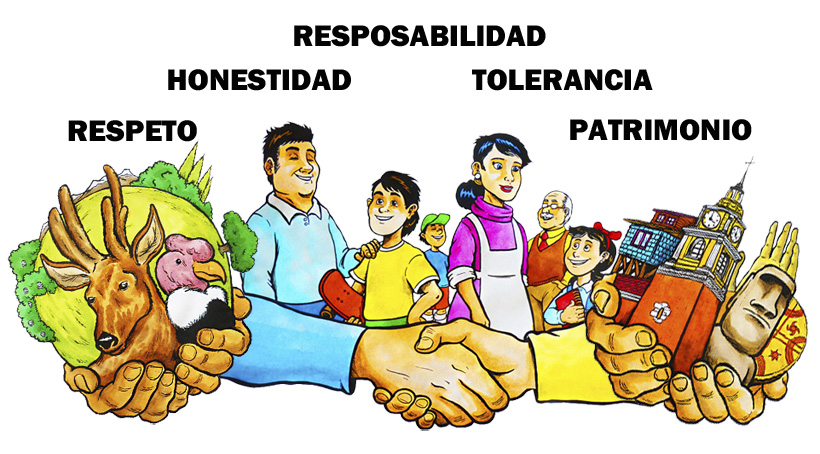 RESPOSABILIDAD
HONESTIDAD TOLERANCIA
RESPETO PATRIMONIO